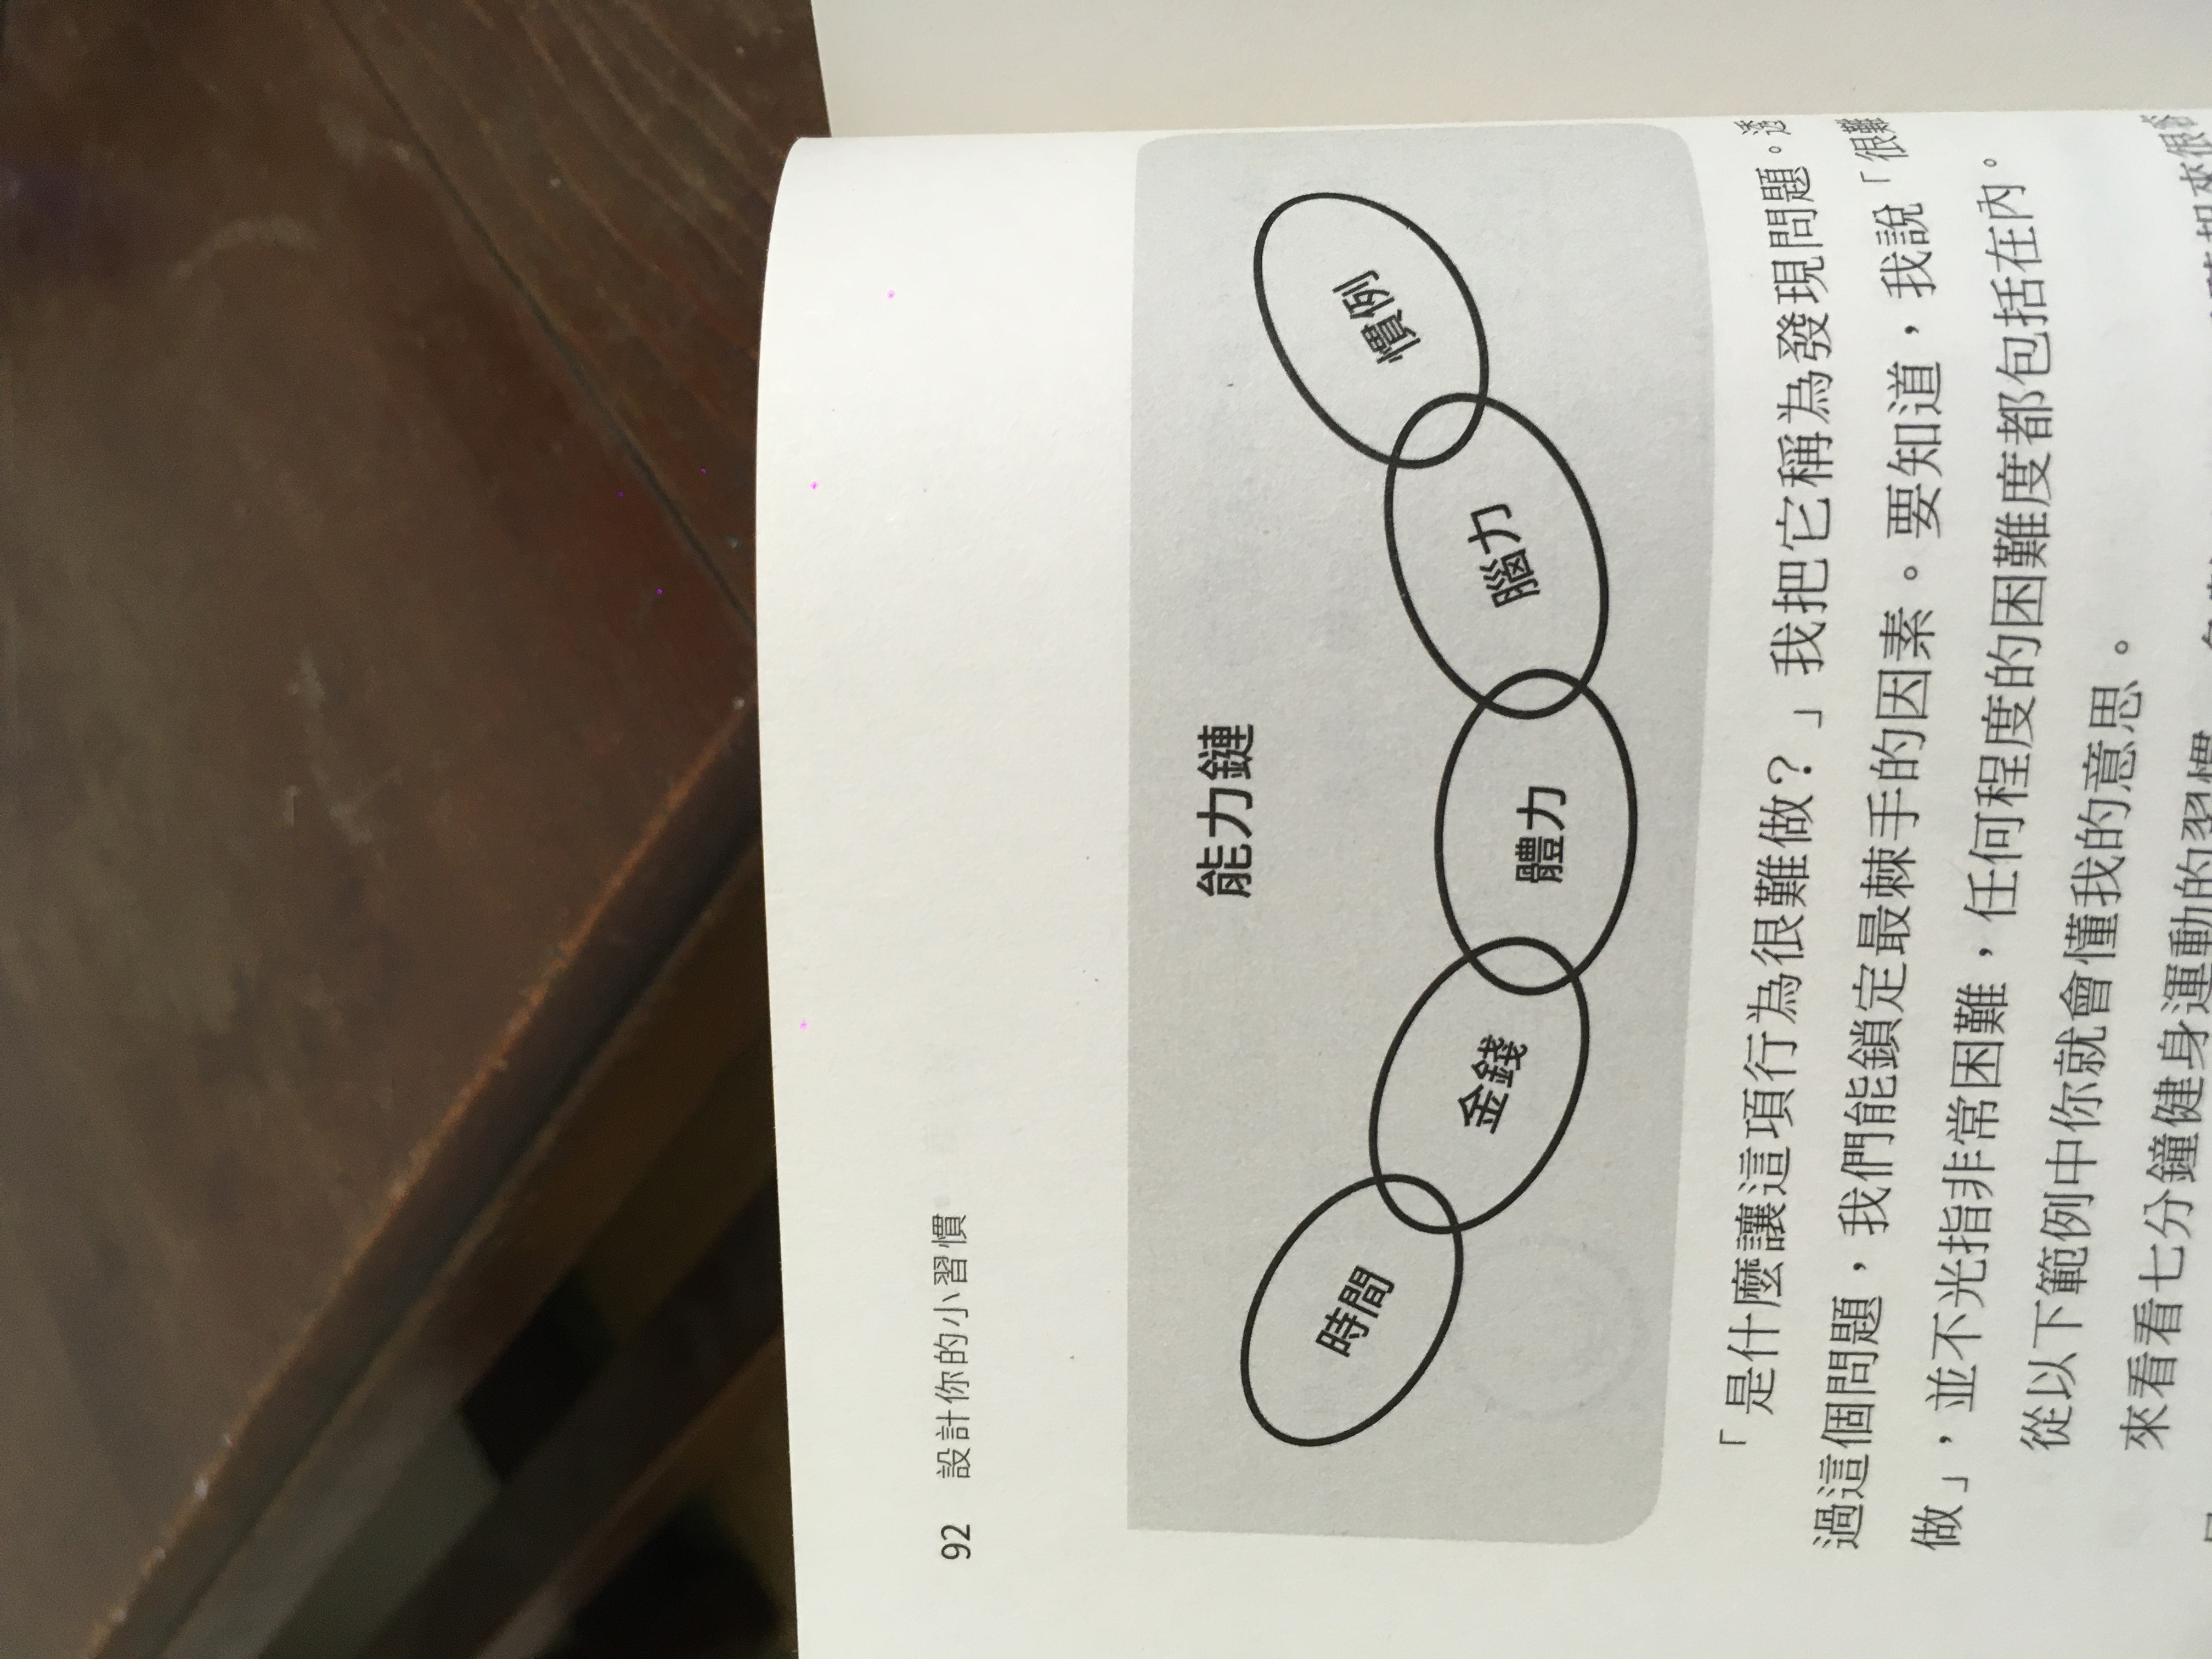 92 設計你的小習慣
能力鏈
時間
金錢
體力
腦力
慣例
「是什麼讓這項行為很難做？」我把它稱為發現問題。透
過這個問題，我們能鎖定最棘手的因素。要知道，我說「很難
做」，並不光指非常困難，任何程度的困難度都包括在內。
從以下範例中你就會懂我的意思。
來看看七分鐘健身運動的習慣